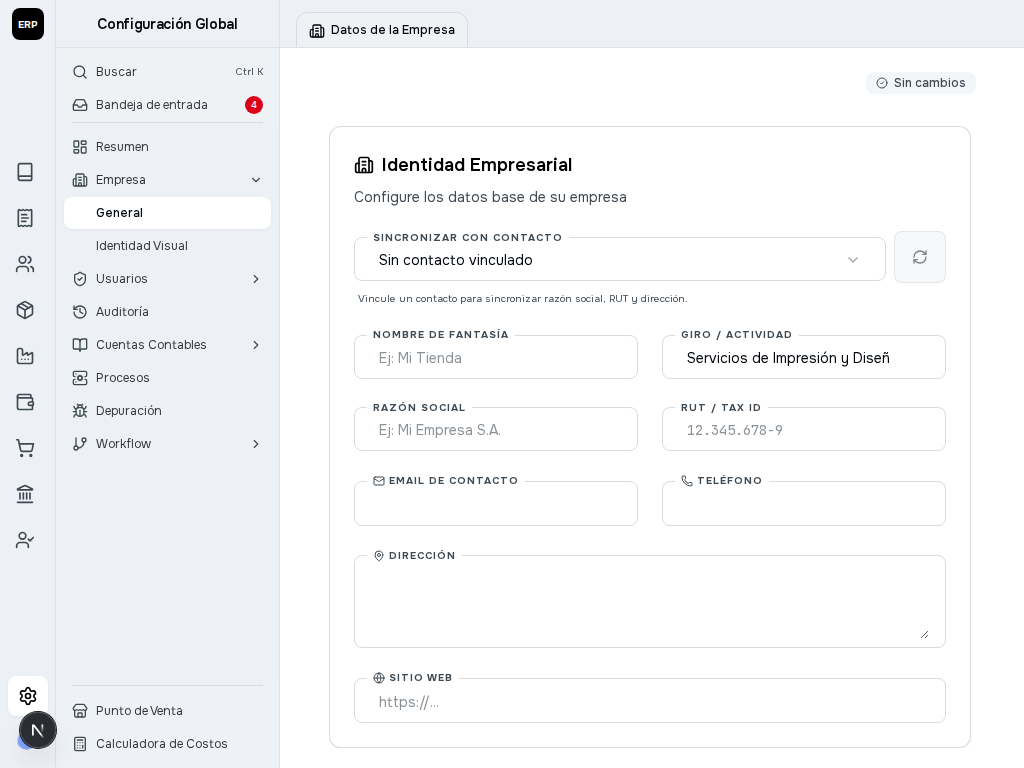 ERP
Configuración Global
Datos de la Empresa
Buscar
Ctrl K
Sin cambios
Bandeja de entrada
4
Resumen
Empresa
General
Identidad Visual
Usuarios
Auditoría
Cuentas Contables
Procesos
Depuración
Workflow
Punto de Venta
Calculadora de Costos
N
Identidad Empresarial
Configure los datos base de su empresa
SINCRONIZAR CON CONTACTO
Sin contacto vinculado
Vincule un contacto para sincronizar razón social, RUT y dirección.
NOMBRE DE FANTASÍA
Ej: Mi Tienda
GIRO / ACTIVIDAD
Servicios de Impresión y Diseñ
RAZÓN SOCIAL
Ej: Mi Empresa S.A.
RUT / TAX ID
12.345.678-9
EMAIL DE CONTACTO
TELÉFONO
DIRECCIÓN
SITIO WEB
https://...